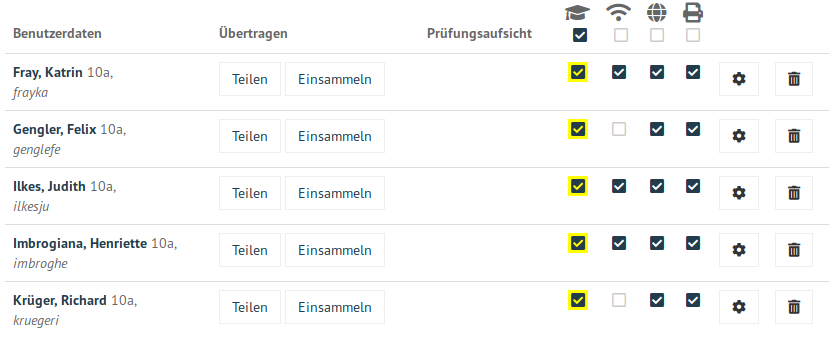 Benutzerdaten Übertragen Prüfungsaufsicht
Fray, Katrin 10a, Teilen Einsammeln
frayka
Gengler, Felix 10a, Teilen Einsammeln
genglefe
Ilkes, Judith 10a, Teilen Einsammeln
ilkesju
Imbrogiana, Henriette 10a, Teilen Einsammeln
imbroghe
Krüger, Richard 10a, Teilen Einsammeln
kruegeri